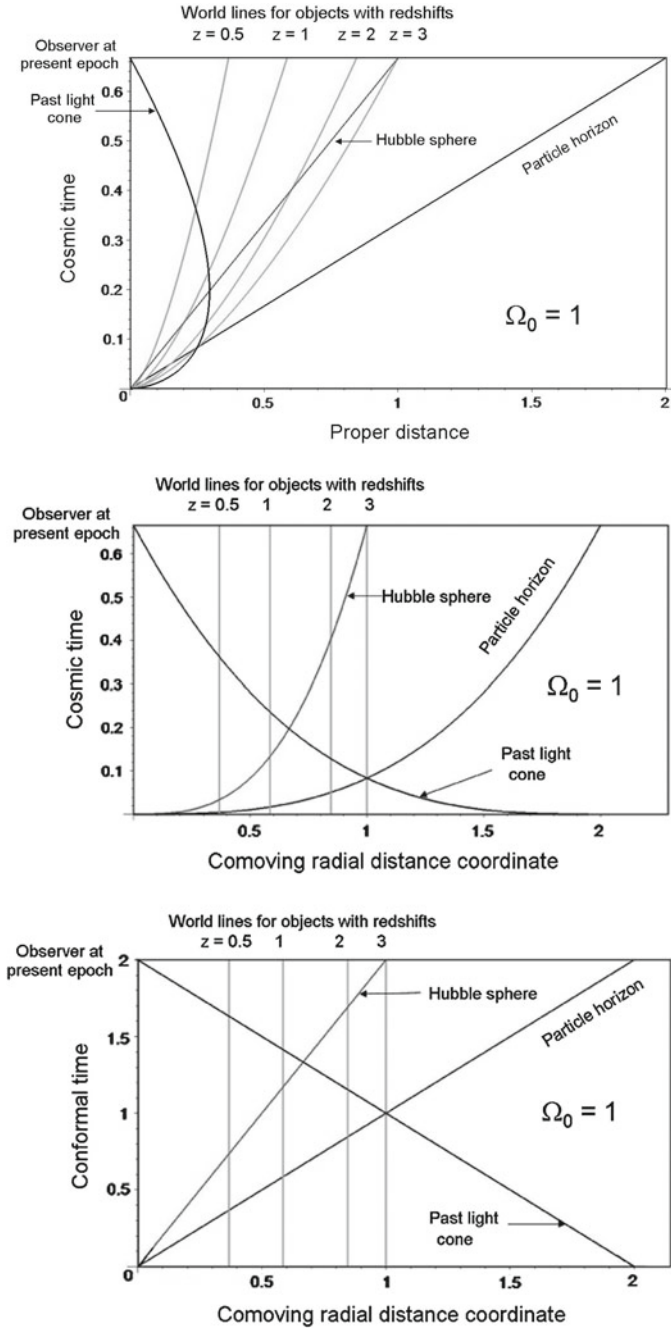 World lines for objects with redshifts
z = 0.5 z = 1 z = 2 z = 3
Observer at
present epoch
0.6
Past light
cone
0.5
Hubble sphere
Particle horizon
0.4
Cosmic time
0.3
0.2
Ω₀ = 1
0.1
0 0.5 1 1.5 2
Proper distance
World lines for objects with redshifts
z = 0.5 1 2 3
Observer at
present epoch
0.6
Hubble sphere
Particle horizon
0.5
0.4
Cosmic time
Ω₀ = 1
0.3
0.2
Past light
cone
0.1
0.5 1 1.5 2
Comoving radial distance coordinate
World lines for objects with redshifts
z = 0.5 1 2 3
Observer at
present epoch
2
Hubble sphere
Particle horizon
1.5
Conformal time
1
Ω₀ = 1
0.5
Past light
cone
0 0.5 1 1.5 2
Comoving radial distance coordinate